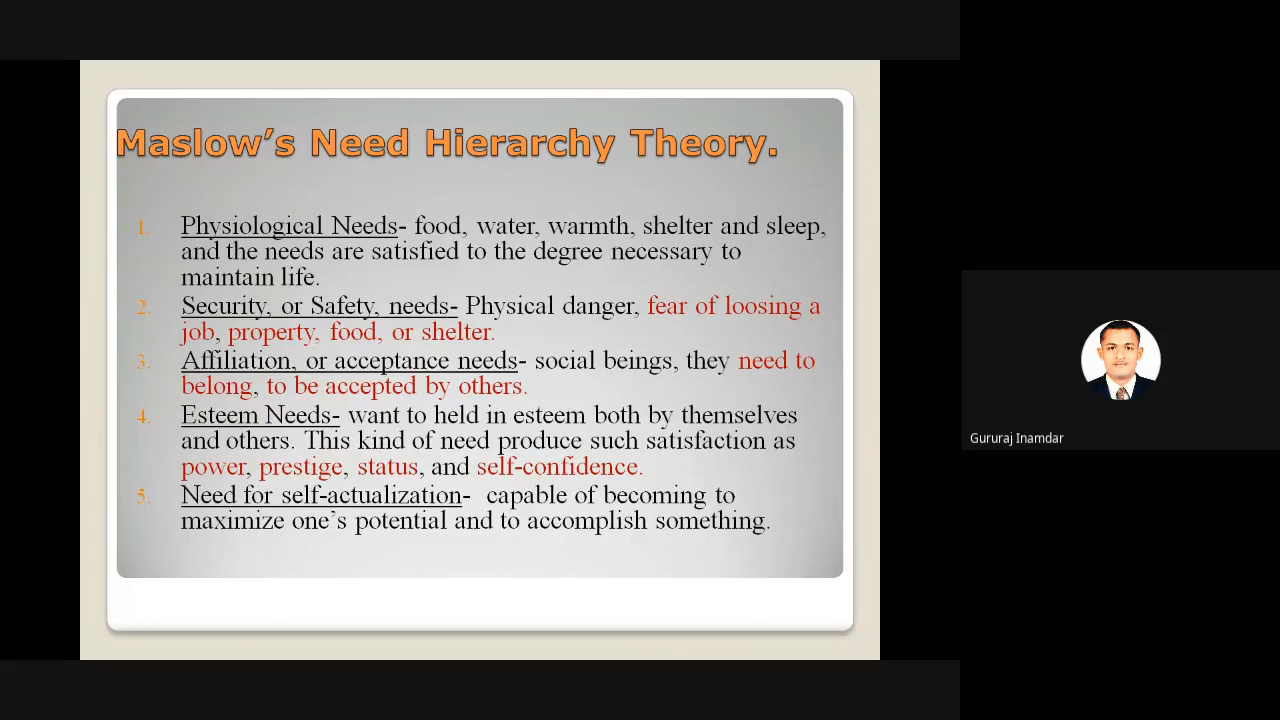 Maslow’s Need Hierarchy Theory.
1. Physiological Needs- food, water, warmth, shelter and sleep,
and the needs are satisfied to the degree necessary to
maintain life.
2. Security, or Safety, needs- Physical danger, fear of loosing a
job, property, food, or shelter.
3. Affiliation, or acceptance needs- social beings, they need to
belong, to be accepted by others.
4. Esteem Needs- want to held in esteem both by themselves
and others. This kind of need produce such satisfaction as
power, prestige, status, and self-confidence.
5. Need for self-actualization- capable of becoming to
maximize one’s potential and to accomplish something.
Gururaj Inamdar